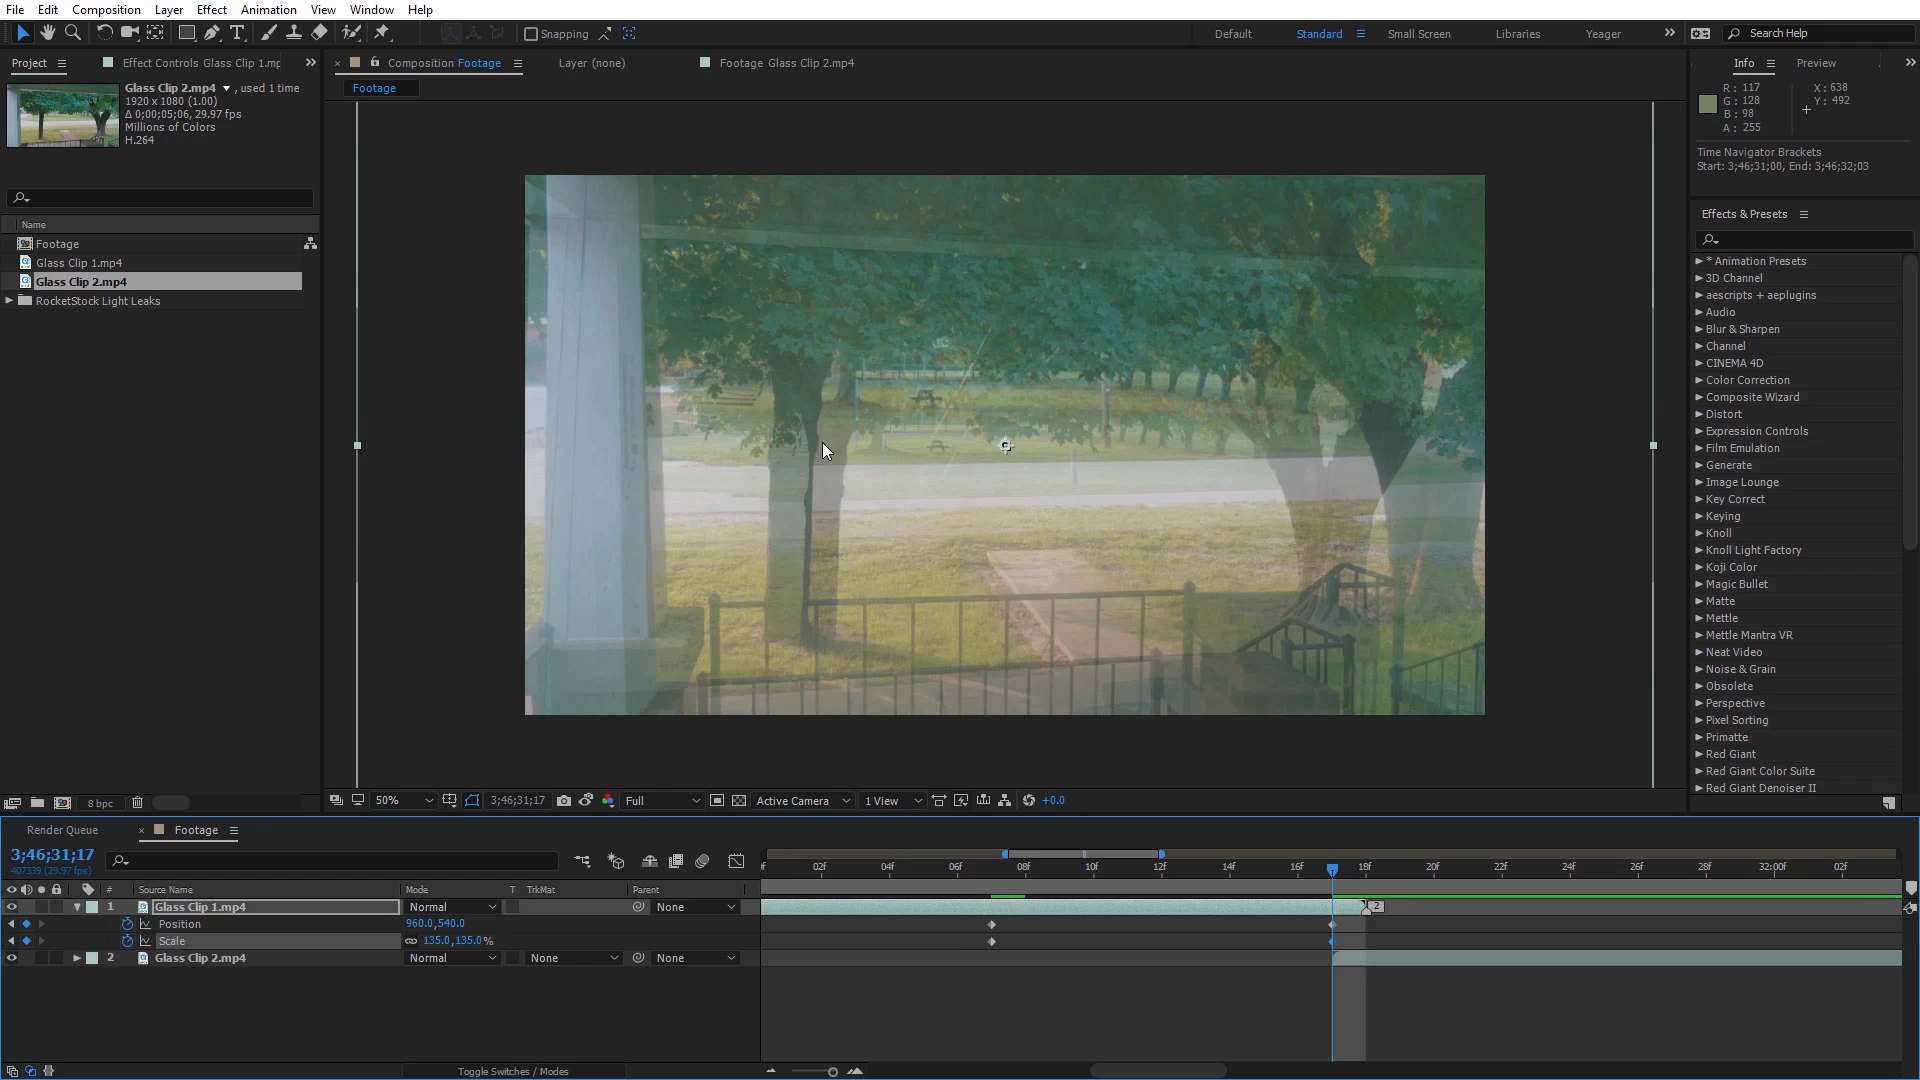 File Edit Composition Layer Effect Animation View Window Help
Snapping
Default Standard Small Screen Libraries Yeager Search Help
Project Effect Controls Glass Clip 1.mp
Composition Footage Layer (none) Footage Glass Clip 2.mp4
Info Preview
Footage
Glass Clip 2.mp4 , used 1 time
1920 x 1080 (1.00)
Δ 0;00;05;06, 29.97 fps
Millions of Colors
H.264
R: 117 X: 638
G: 128 Y: 492
B: 98
A: 255
Time Navigator Brackets
Start: 3;46;31;00, End: 3;46;32;03
Name
Footage
Glass Clip 1.mp4
Glass Clip 2.mp4
RocketStock Light Leaks
Effects & Presets
* Animation Presets
3D Channel
aescripts + aeplugins
Audio
Blur & Sharpen
Channel
CINEMA 4D
Color Correction
Composite Wizard
Distort
Expression Controls
Film Emulation
Generate
Image Lounge
Key Correct
Keying
Knoll
Knoll Light Factory
Koji Color
Magic Bullet
Matte
Mettle
Mettle Mantra VR
Neat Video
Noise & Grain
Obsolete
Perspective
Pixel Sorting
Primatte
Red Giant
Red Giant Color Suite
Red Giant Denoiser II
8 bpc
50% 3;46;31;17 Full Active Camera 1 View +0.0
Render Queue Footage
3;46;31;17
407339 (29.97 fps)
02f 04f 06f 08f 10f 12f 14f 16f 18f 20f 22f 24f 26f 28f 32:00f 02f
# Source Name Mode T TrkMat Parent
1 Glass Clip 1.mp4 Normal None 2
Position 960.0,540.0
Scale 135.0,135.0%
2 Glass Clip 2.mp4 Normal None None
Toggle Switches / Modes